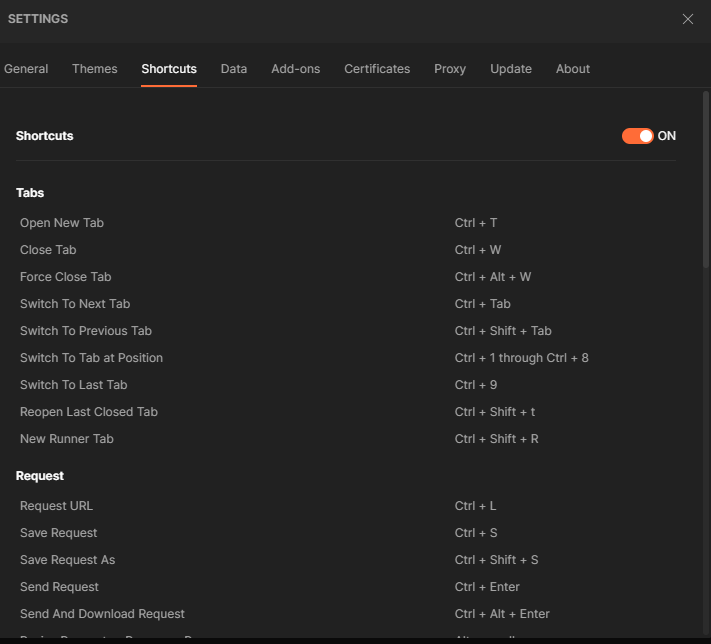 SETTINGS
General Themes Shortcuts Data Add-ons Certificates Proxy Update About
Shortcuts ON
Tabs
Open New Tab Ctrl + T
Close Tab Ctrl + W
Force Close Tab Ctrl + Alt + W
Switch To Next Tab Ctrl + Tab
Switch To Previous Tab Ctrl + Shift + Tab
Switch To Tab at Position Ctrl + 1 through Ctrl + 8
Switch To Last Tab Ctrl + 9
Reopen Last Closed Tab Ctrl + Shift + t
New Runner Tab Ctrl + Shift + R
Request
Request URL Ctrl + L
Save Request Ctrl + S
Save Request As Ctrl + Shift + S
Send Request Ctrl + Enter
Send And Download Request Ctrl + Alt + Enter